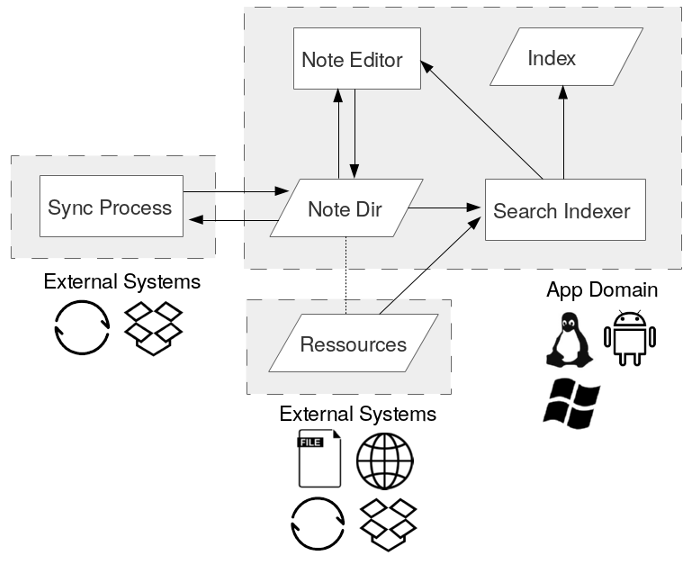 Note Editor
Index
Sync Process
Note Dir
Search Indexer
External Systems
App Domain
Ressources
External Systems
FILE